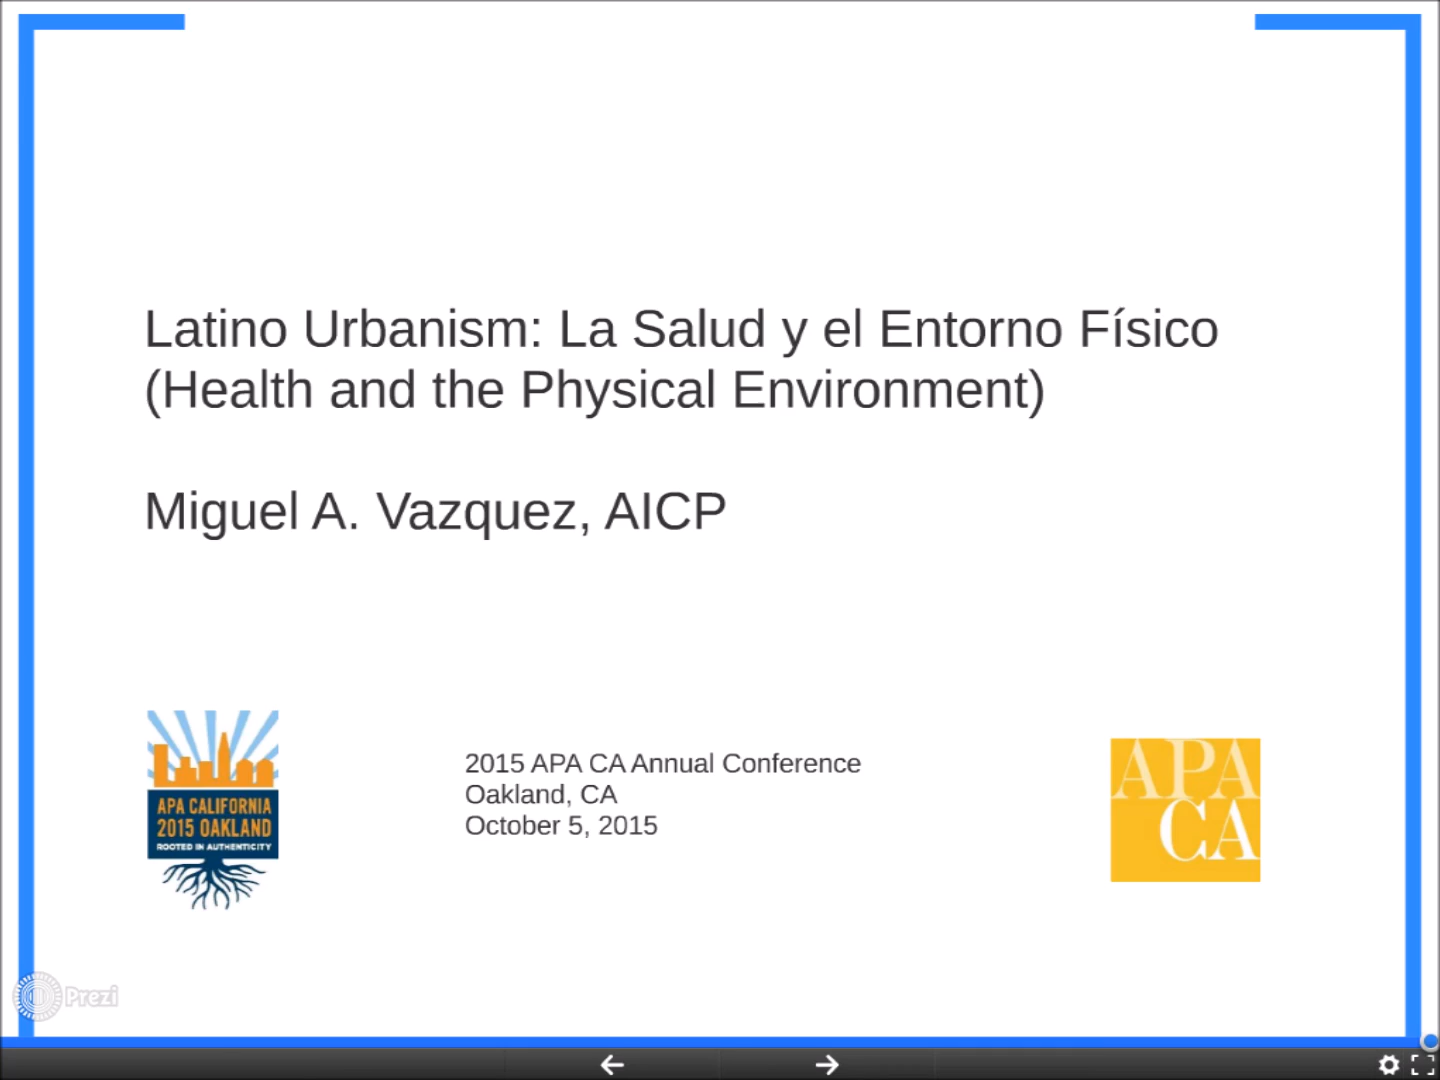 Latino Urbanism: La Salud y el Entorno Físico
(Health and the Physical Environment)
Miguel A. Vazquez, AICP
APA CALIFORNIA
2015 OAKLAND
ROOTED IN AUTHENTICITY
2015 APA CA Annual Conference
Oakland, CA
October 5, 2015
APA
CA
Prezi